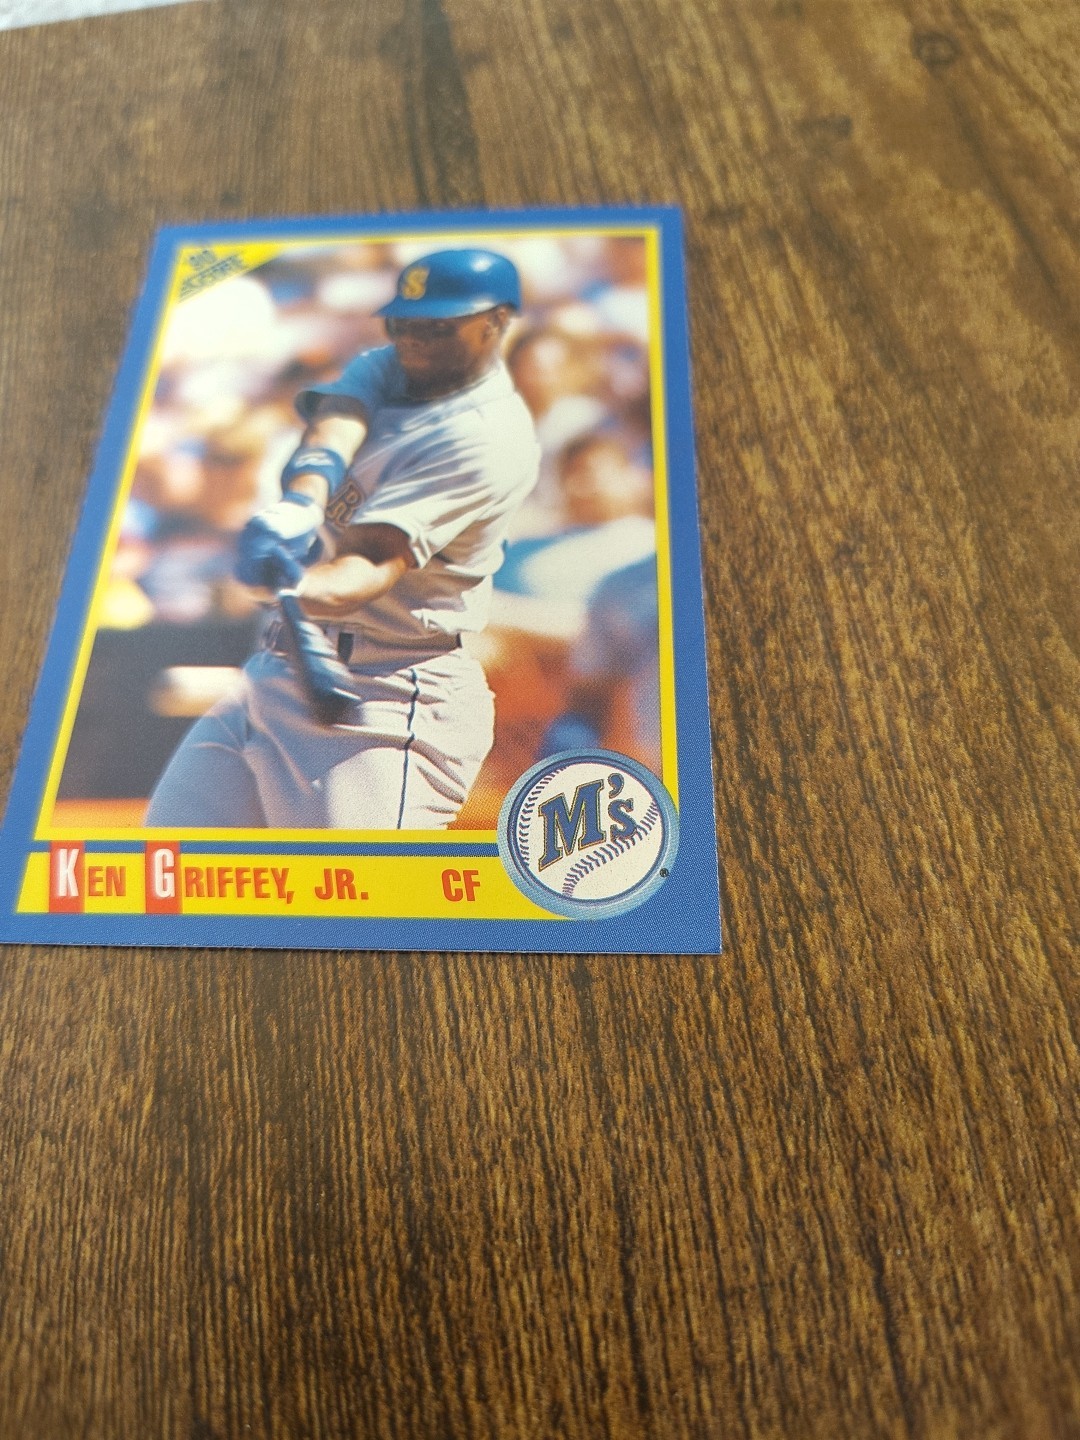 '90
SCORE
S
R
M's
KEN GRIFFEY, JR. CF